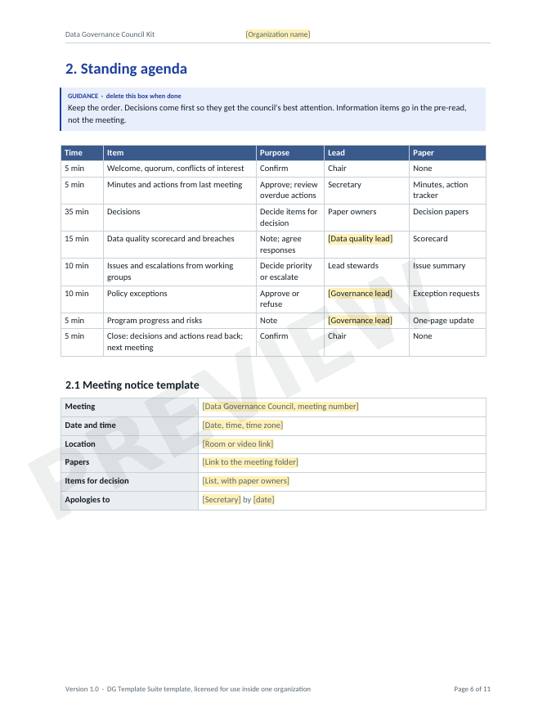 Data Governance Council Kit [Organization name]
2. Standing agenda
GUIDANCE - delete this box when done
Keep the order. Decisions come first so they get the council's best attention. Information items go in the pre-read,
not the meeting.
Time Item Purpose Lead Paper
5 min Welcome, quorum, conflicts of interest Confirm Chair None
5 min Minutes and actions from last meeting Approve; review Secretary Minutes, action
overdue actions tracker
35 min Decisions Decide items for Paper owners Decision papers
decision
15 min Data quality scorecard and breaches Note; agree [Data quality lead] Scorecard
responses
10 min Issues and escalations from working Decide priority Lead stewards Issue summary
groups or escalate
10 min Policy exceptions Approve or [Governance lead] Exception requests
refuse
5 min Program progress and risks Note [Governance lead] One-page update
5 min Close: decisions and actions read back; Confirm Chair None
next meeting
2.1 Meeting notice template
Meeting [Data Governance Council, meeting number]
Date and time [Date, time, time zone]
Location [Room or video link]
Papers [Link to the meeting folder]
Items for decision [List, with paper owners]
Apologies to [Secretary] by [date]
PREVIEW
Version 1.0 - DG Template Suite template, licensed for use inside one organization Page 6 of 11